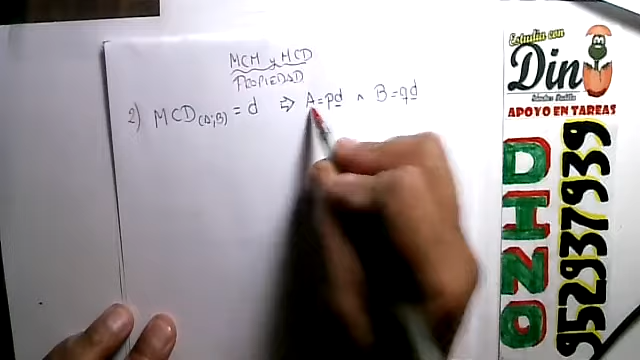 MCM y MCD
PROPIEDAD
2) MCD(A;B) = d ⇒ A=pd ∧ B=qd
Estudia con
Dino
APOYO EN TAREAS
DINO
952937939